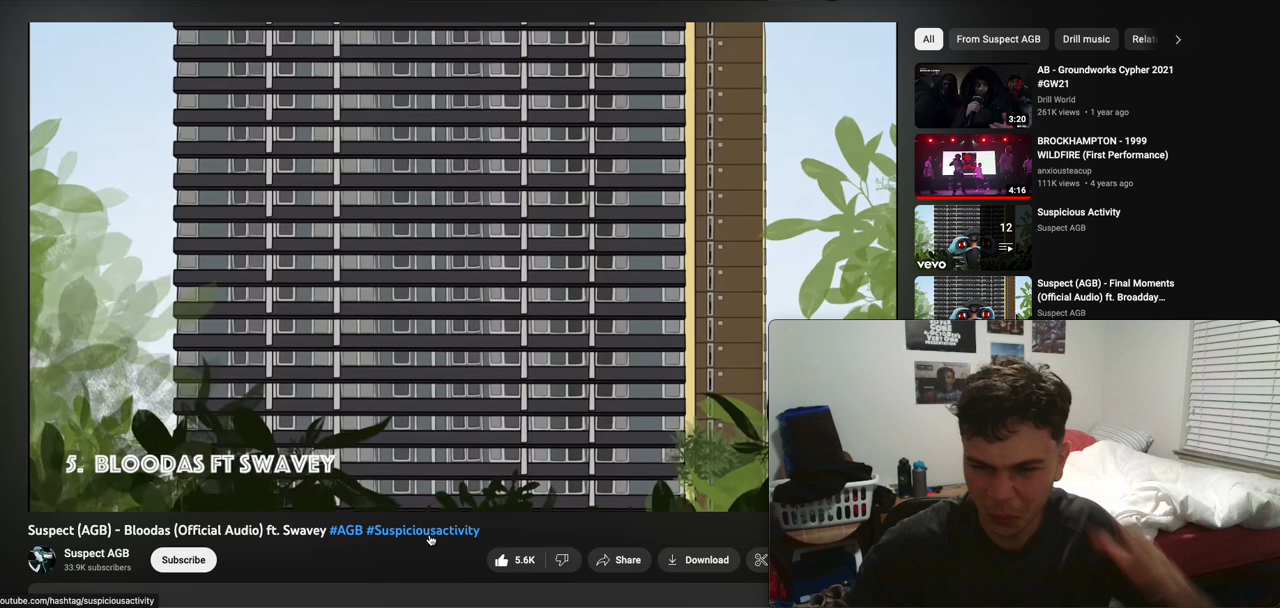 All
From Suspect AGB
Drill music
Relat
AB - Groundworks Cypher 2021
#GW21
Drill World
261K views • 1 year ago
3:20
BROCKHAMPTON - 1999
WILDFIRE (First Performance)
anxiousteacup
111K views • 4 years ago
4:16
Suspicious Activity
Suspect AGB
12
vevo
Suspect (AGB) - Final Moments
(Official Audio) ft. Broadday...
Suspect AGB
5. BLOODAS FT SWAVEY
Suspect (AGB) - Bloodas (Official Audio) ft. Swavey #AGB #Suspiciousactivity
Suspect AGB
33.9K subscribers
Subscribe
5.6K
Share
Download
outube.com/hashtag/suspiciousactivity